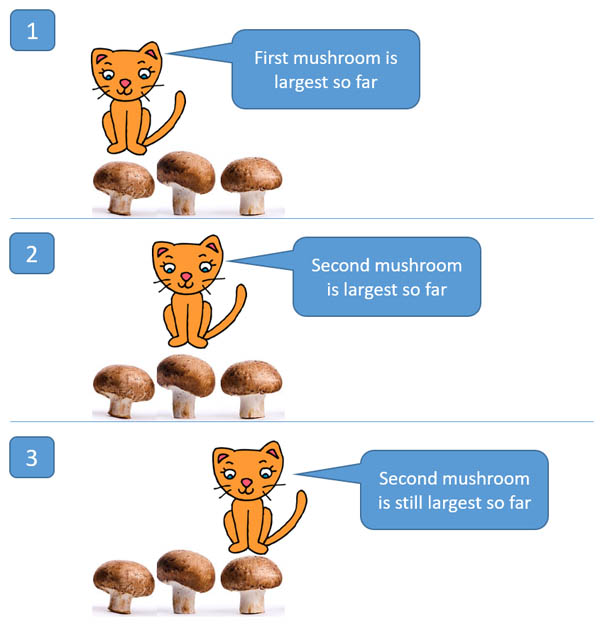 1
First mushroom is
largest so far
2
Second mushroom
is largest so far
3
Second mushroom
is still largest so far